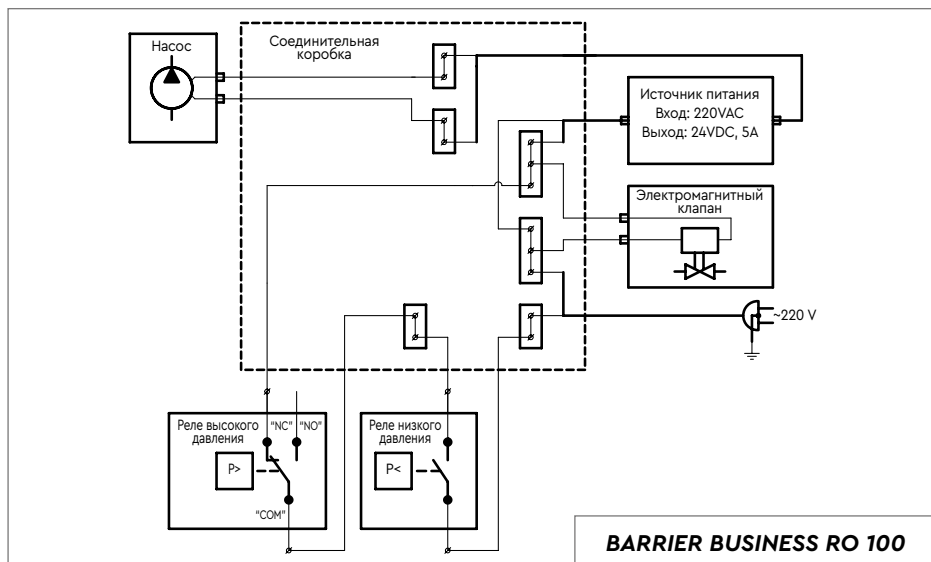 Насос
Соединительная
коробка
Источник питания
Вход: 220VAC
Выход: 24VDC, 5A
Электромагнитный
клапан
~220 V
Реле высокого
давления
"NC"
"NO"
P>
"COM"
Реле низкого
давления
P<
BARRIER BUSINESS RO 100